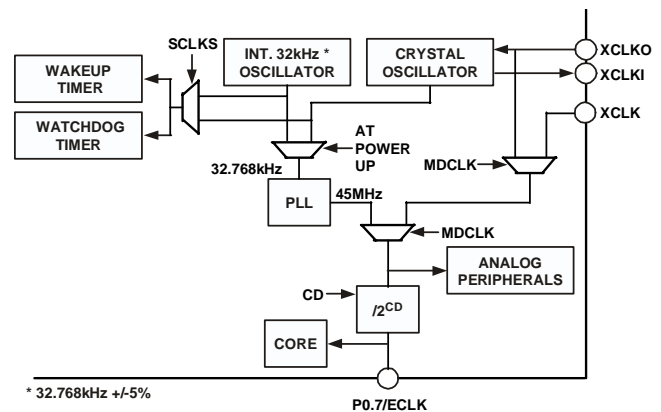 SCLKS
INT. 32kHz *
OSCILLATOR
CRYSTAL
OSCILLATOR
XCLKO
XCLKI
XCLK
WAKEUP
TIMER
WATCHDOG
TIMER
AT
POWER
UP
MDCLK
32.768kHz
PLL
45MHz
MDCLK
ANALOG
PERIPHERALS
CD
/2CD
CORE
* 32.768kHz +/-5%
P0.7/ECLK